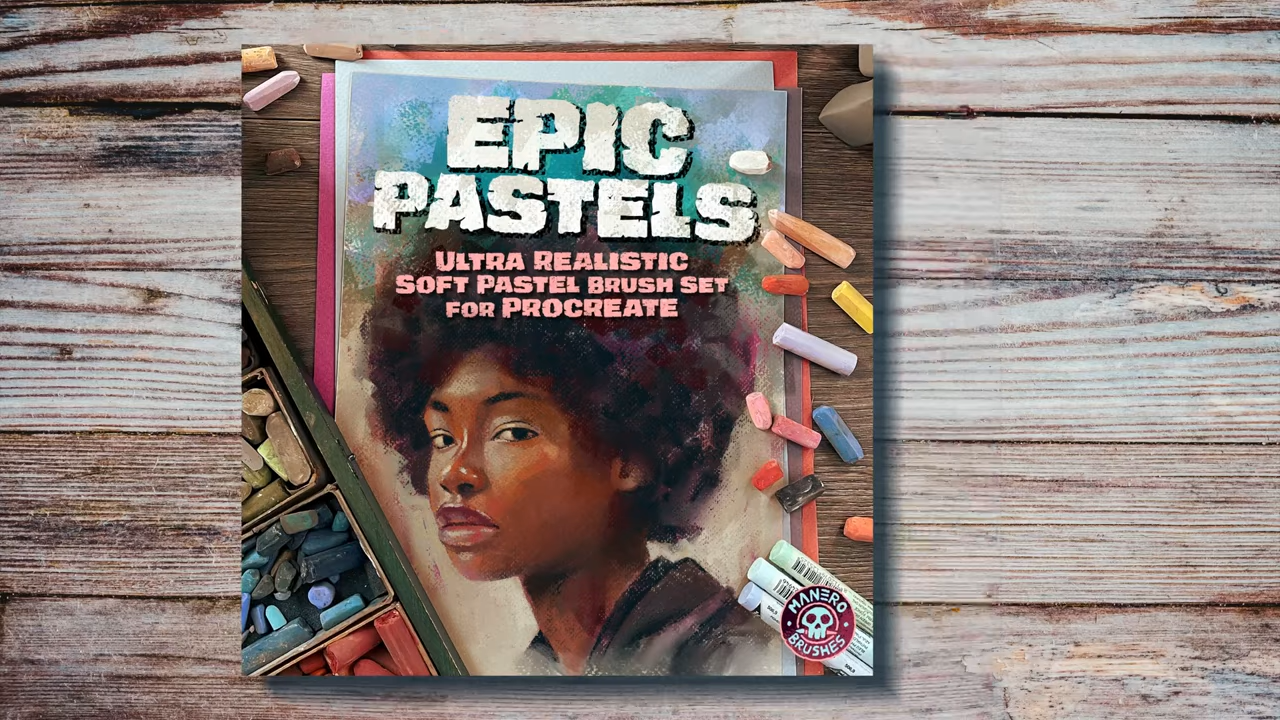 EPIC
PASTELS
ULTRA REALISTIC
SOFT PASTEL BRUSH SET
FOR PROCREATE
MANERO
BRUSHES